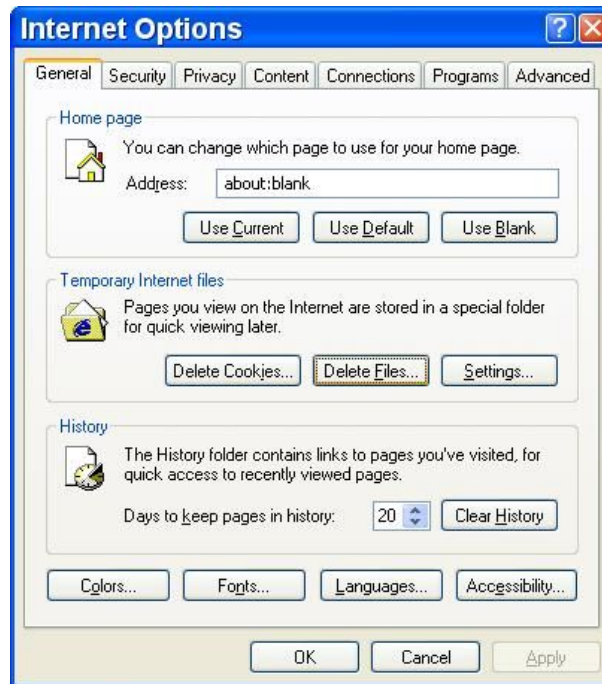 Internet Options
General Security Privacy Content Connections Programs Advanced
Home page
You can change which page to use for your home page.
Address: about:blank
Use Current Use Default Use Blank
Temporary Internet files
Pages you view on the Internet are stored in a special folder
for quick viewing later.
Delete Cookies... Delete Files... Settings...
History
The History folder contains links to pages you've visited, for
quick access to recently viewed pages.
Days to keep pages in history: 20 Clear History
Colors... Fonts... Languages... Accessibility...
OK Cancel Apply